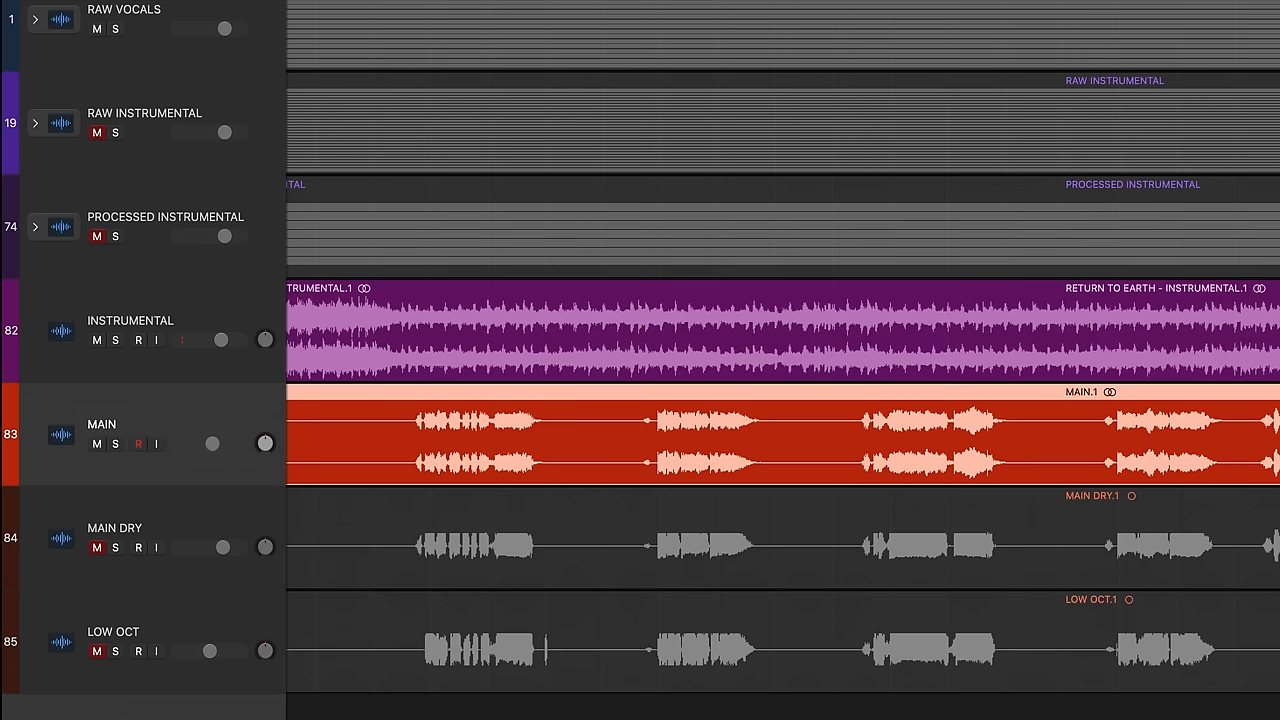 1
RAW VOCALS
M S
RAW INSTRUMENTAL
19
RAW INSTRUMENTAL
M S
TAL
PROCESSED INSTRUMENTAL
74
PROCESSED INSTRUMENTAL
M S
TRUMENTAL.1
RETURN TO EARTH - INSTRUMENTAL.1
82
INSTRUMENTAL
M S R I
MAIN.1
83
MAIN
M S R I
MAIN DRY.1
84
MAIN DRY
M S R I
LOW OCT.1
85
LOW OCT
M S R I